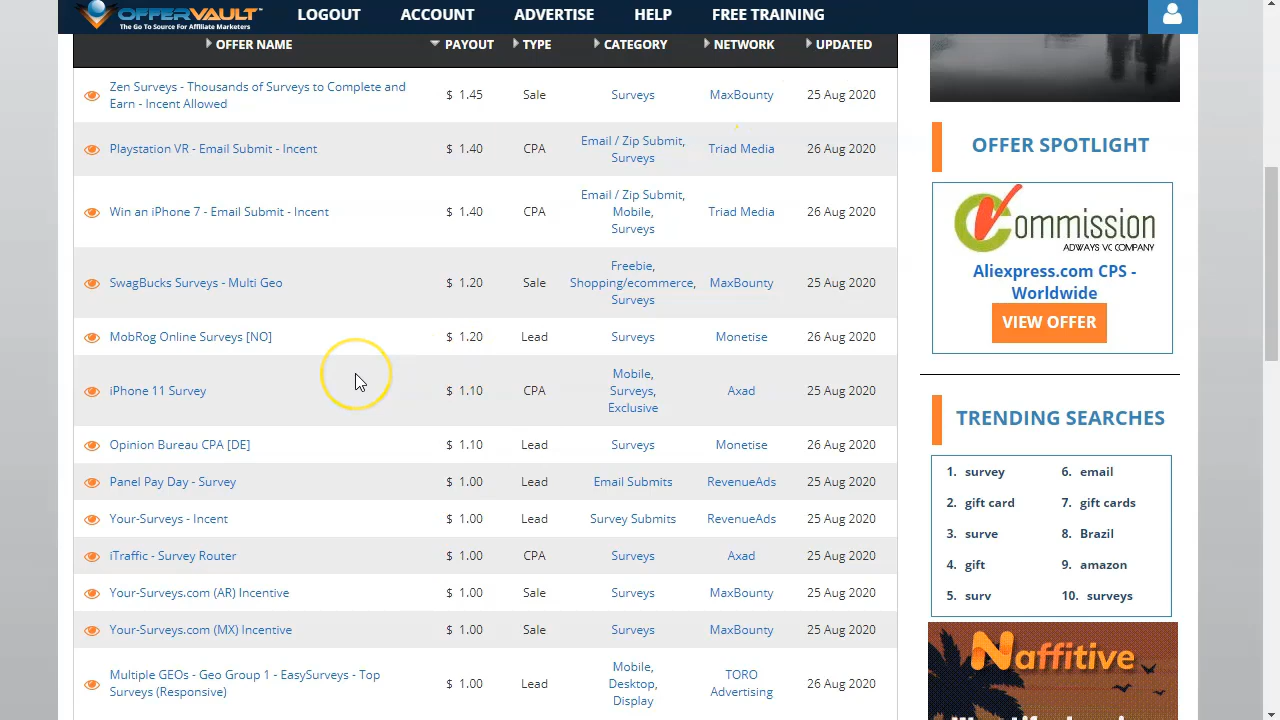 OFFERVAULT™
The Go To Source For Affiliate Marketers
LOGOUT ACCOUNT ADVERTISE HELP FREE TRAINING
OFFER NAME PAYOUT TYPE CATEGORY NETWORK UPDATED
Zen Surveys - Thousands of Surveys to Complete and
Earn - Incent Allowed
$ 1.45 Sale Surveys MaxBounty 25 Aug 2020
Playstation VR - Email Submit - Incent $ 1.40 CPA
Email / Zip Submit,
Surveys
Triad Media 26 Aug 2020
Win an iPhone 7 - Email Submit - Incent $ 1.40 CPA
Email / Zip Submit,
Mobile,
Surveys
Triad Media 26 Aug 2020
SwagBucks Surveys - Multi Geo $ 1.20 Sale
Freebie,
Shopping/ecommerce,
Surveys
MaxBounty 25 Aug 2020
MobRog Online Surveys [NO] $ 1.20 Lead Surveys Monetise 26 Aug 2020
iPhone 11 Survey $ 1.10 CPA
Mobile,
Surveys,
Exclusive
Axad 25 Aug 2020
Opinion Bureau CPA [DE] $ 1.10 Lead Surveys Monetise 26 Aug 2020
Panel Pay Day - Survey $ 1.00 Lead Email Submits RevenueAds 25 Aug 2020
Your-Surveys - Incent $ 1.00 Lead Survey Submits RevenueAds 25 Aug 2020
iTraffic - Survey Router $ 1.00 CPA Surveys Axad 25 Aug 2020
Your-Surveys.com (AR) Incentive $ 1.00 Sale Surveys MaxBounty 25 Aug 2020
Your-Surveys.com (MX) Incentive $ 1.00 Sale Surveys MaxBounty 25 Aug 2020
Multiple GEOs - Geo Group 1 - EasySurveys - Top
Surveys (Responsive)
$ 1.00 Lead
Mobile,
Desktop,
Display
TORO
Advertising
26 Aug 2020
OFFER SPOTLIGHT
Commission
ADWAYS VC COMPANY
Aliexpress.com CPS -
Worldwide
VIEW OFFER
TRENDING SEARCHES
1. survey
2. gift card
3. surve
4. gift
5. surv
6. email
7. gift cards
8. Brazil
9. amazon
10. surveys
Naffitive